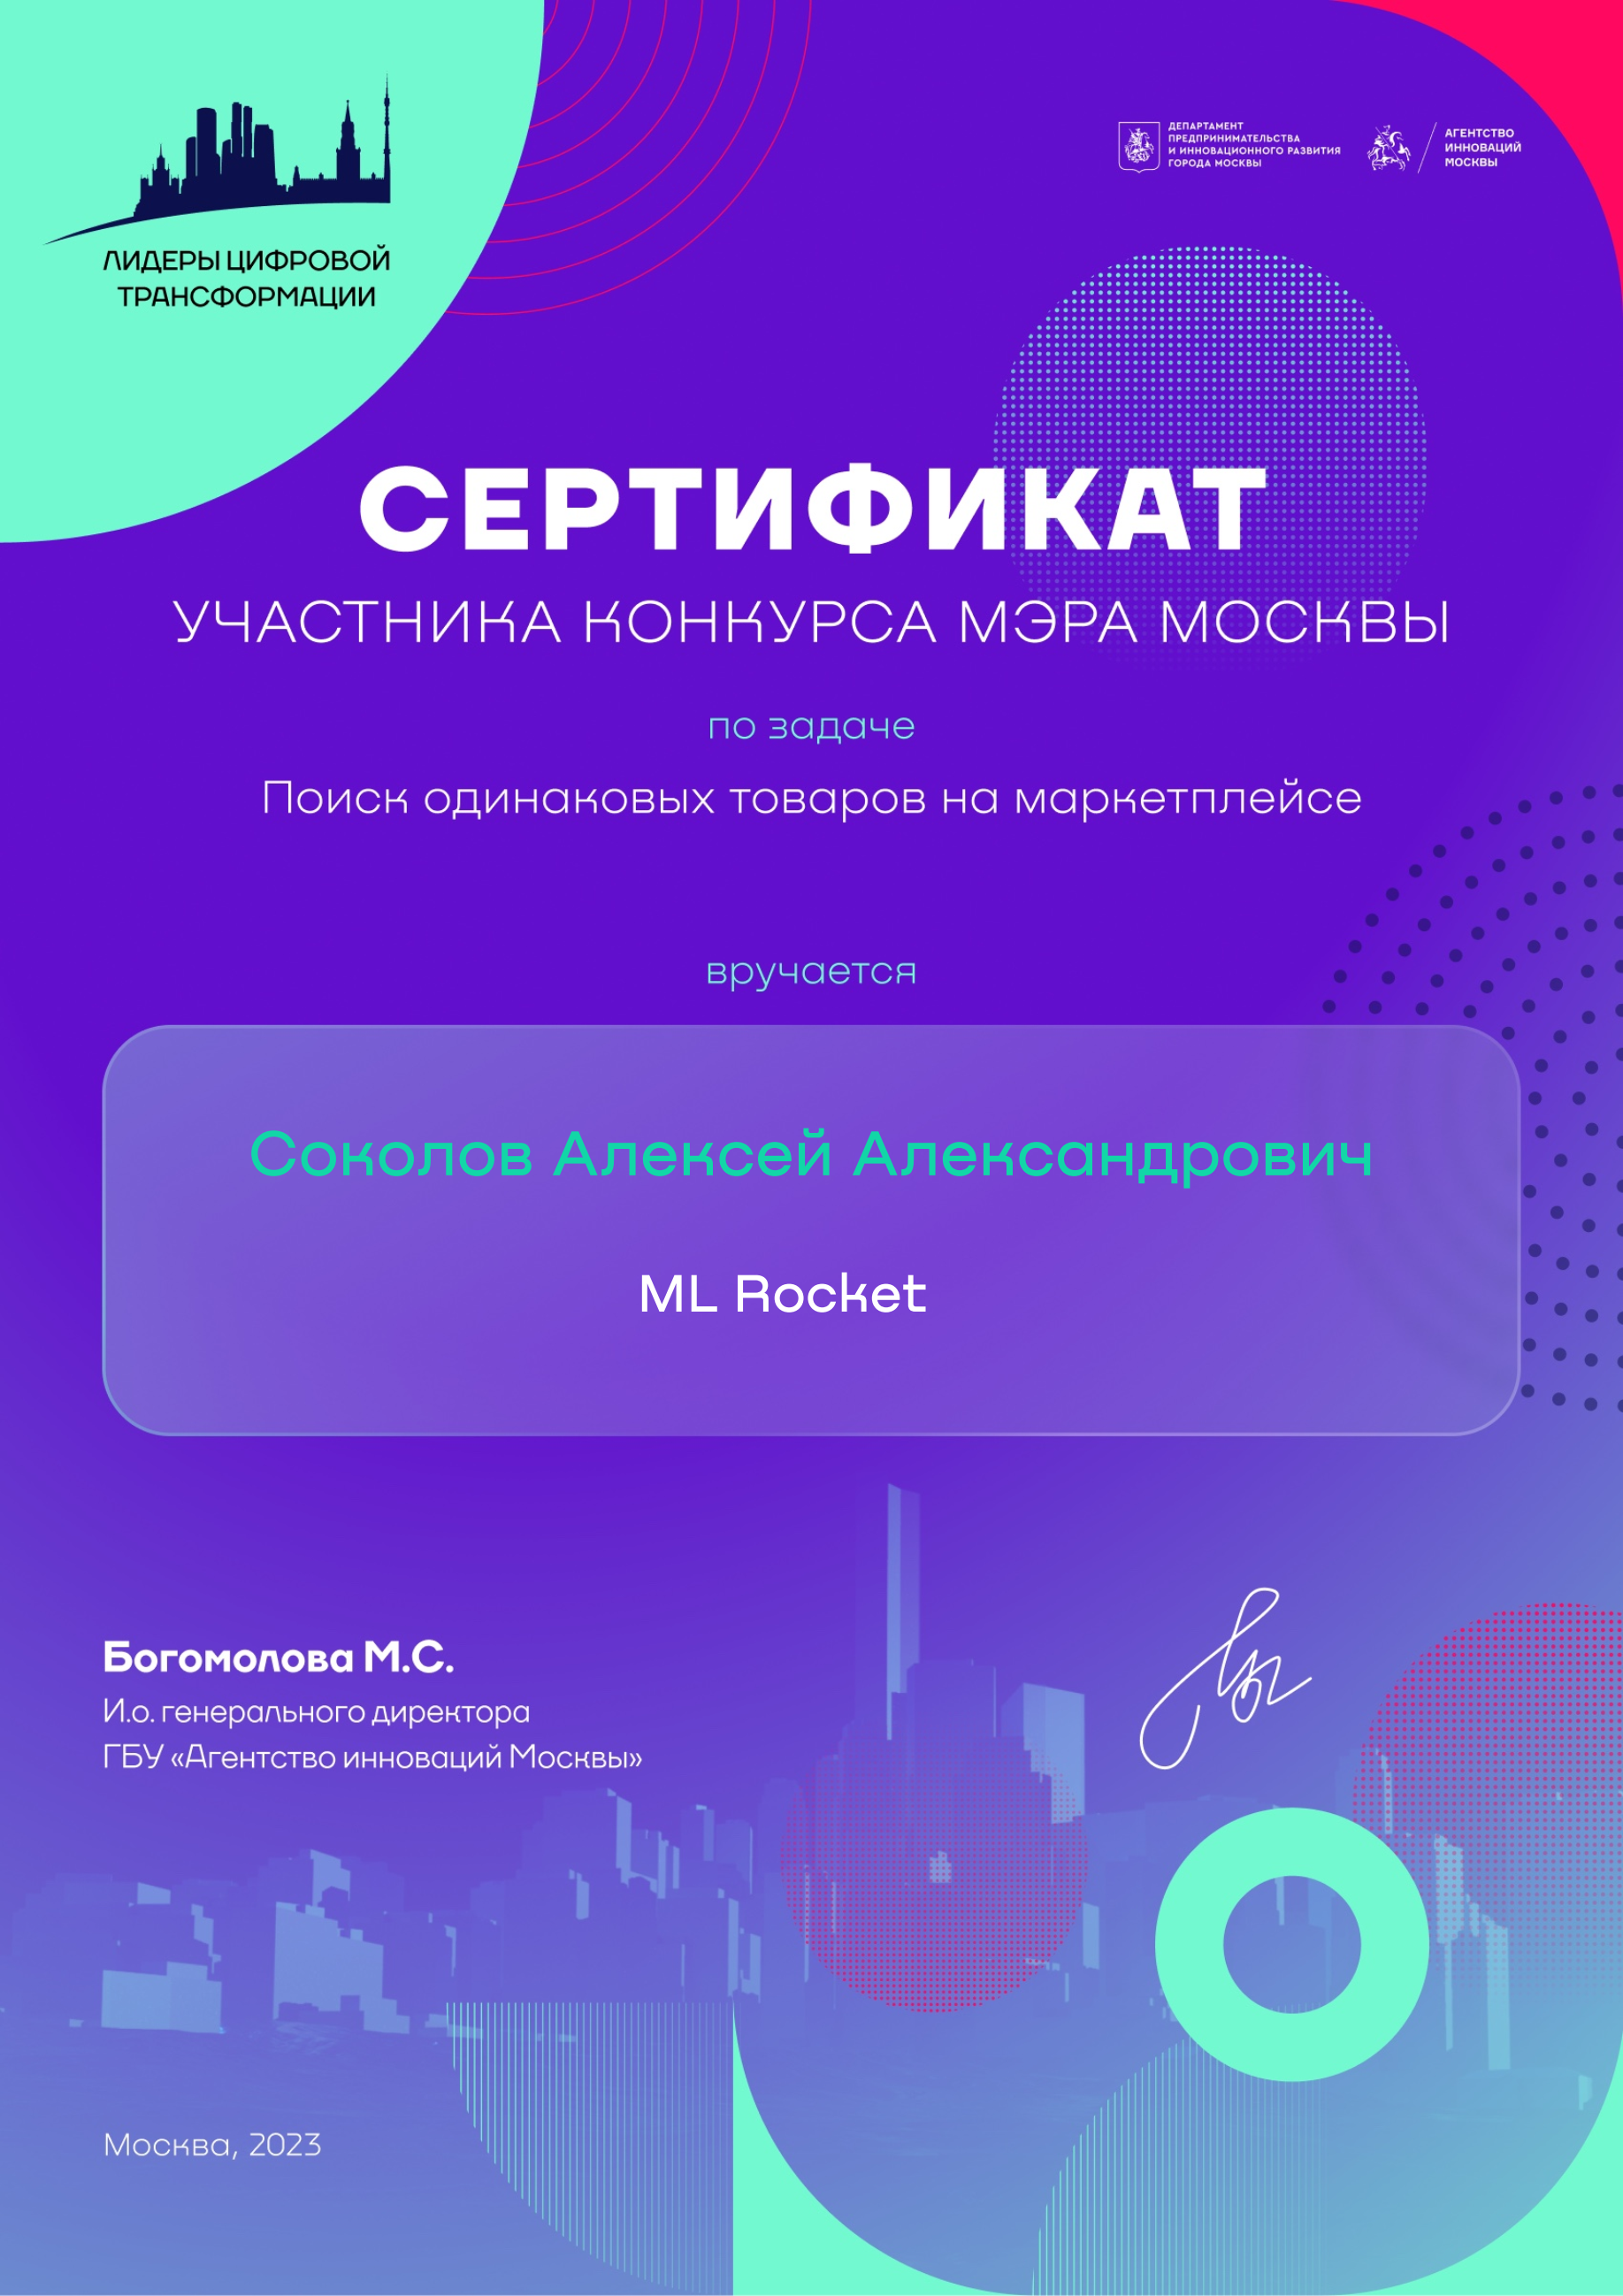 ЛИДЕРЫ ЦИФРОВОЙ
ТРАНСФОРМАЦИИ
ДЕПАРТАМЕНТ
ПРЕДПРИНИМАТЕЛЬСТВА
И ИННОВАЦИОННОГО РАЗВИТИЯ
ГОРОДА МОСКВЫ
АГЕНТСТВО
ИННОВАЦИЙ
МОСКВЫ
СЕРТИФИКАТ
УЧАСТНИКА КОНКУРСА МЭРА МОСКВЫ
по задаче
Поиск одинаковых товаров на маркетплейсе
вручается
Соколов Алексей Александрович
ML Rocket
Богомолова М.С.
И.о. генерального директора
ГБУ «Агентство инноваций Москвы»
Москва, 2023